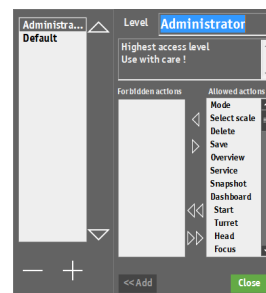 Administra...
Default
Level
Administrator
Highest access level
Use with care !
Forbidden actions
Allowed actions
Mode
Select scale
Delete
Save
Overview
Service
Snapshot
Dashboard
Start
Turret
Head
Focus
<< Add
Close